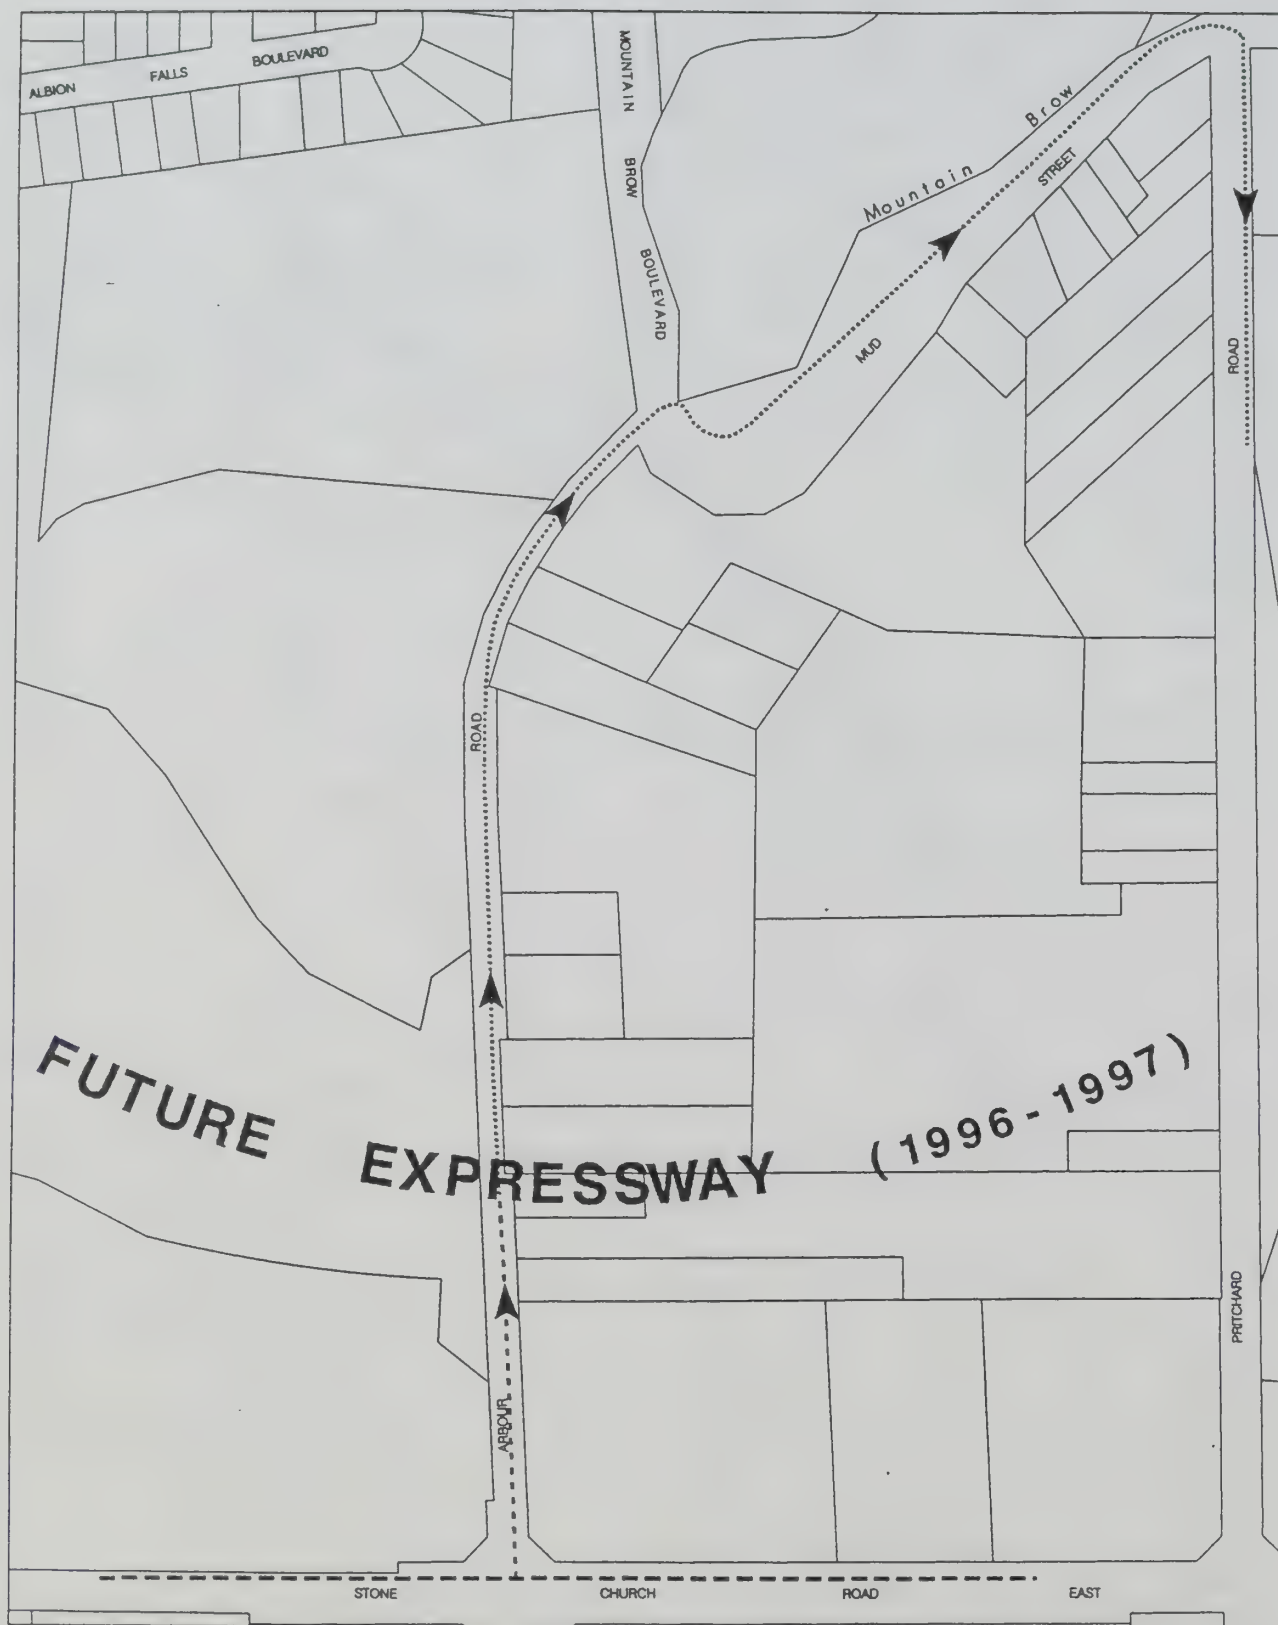 ALBION FALLS BOULEVARD
MOUNTAIN BROW BOULEVARD
Mountain Brow
MUD STREET
ROAD
ROAD
FUTURE EXPRESSWAY (1996-1997)
PRITCHARD
ARBOUR
STONE CHURCH ROAD EAST